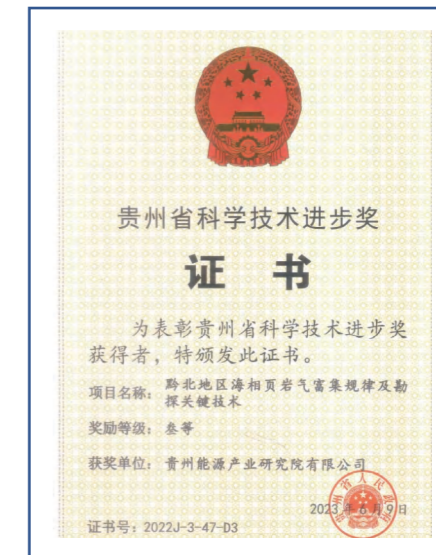 贵州省科学技术进步奖
证 书
为表彰贵州省科学技术进步奖
获得者，特颁发此证书。
项目名称： 黔北地区海相页岩气富集规律及勘
探关键技术
奖励等级： 叁等
获奖单位： 贵州能源产业研究院有限公司
2023年6月9日
证书号：2022J-3-47-D3